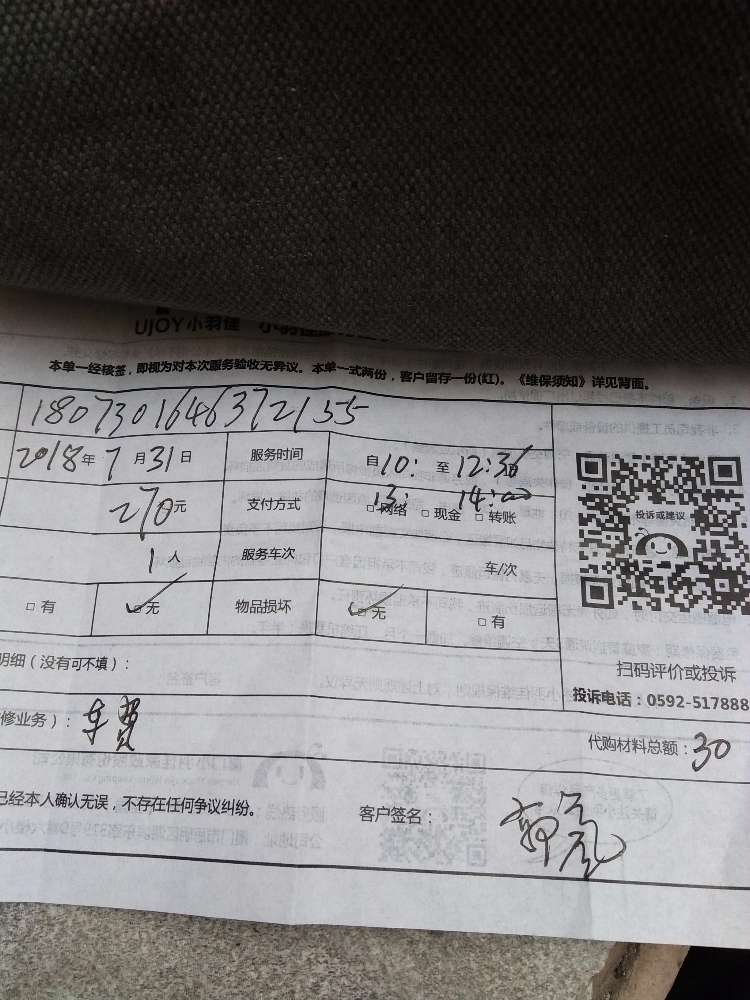 UJOY小羽佳
本单一经核签，即视为对本次服务验收无异议。本单一式两份，客户留存一份(红)。《维保须知》详见背面。
1807301646372155
2018年7月31日 服务时间 自10: 至12:30
13: 14:00
270元 支付方式 □网络 □现金 □转账
投诉或建议
1人 服务车次 车/次
□有 ☑无 物品损坏 ☑无 □有
明细（没有可不填）：
扫码评价或投诉
投诉电话：0592-517888
修业务）：车费
代购材料总额：30
已经本人确认无误，不存在任何争议纠纷。 客户签名：